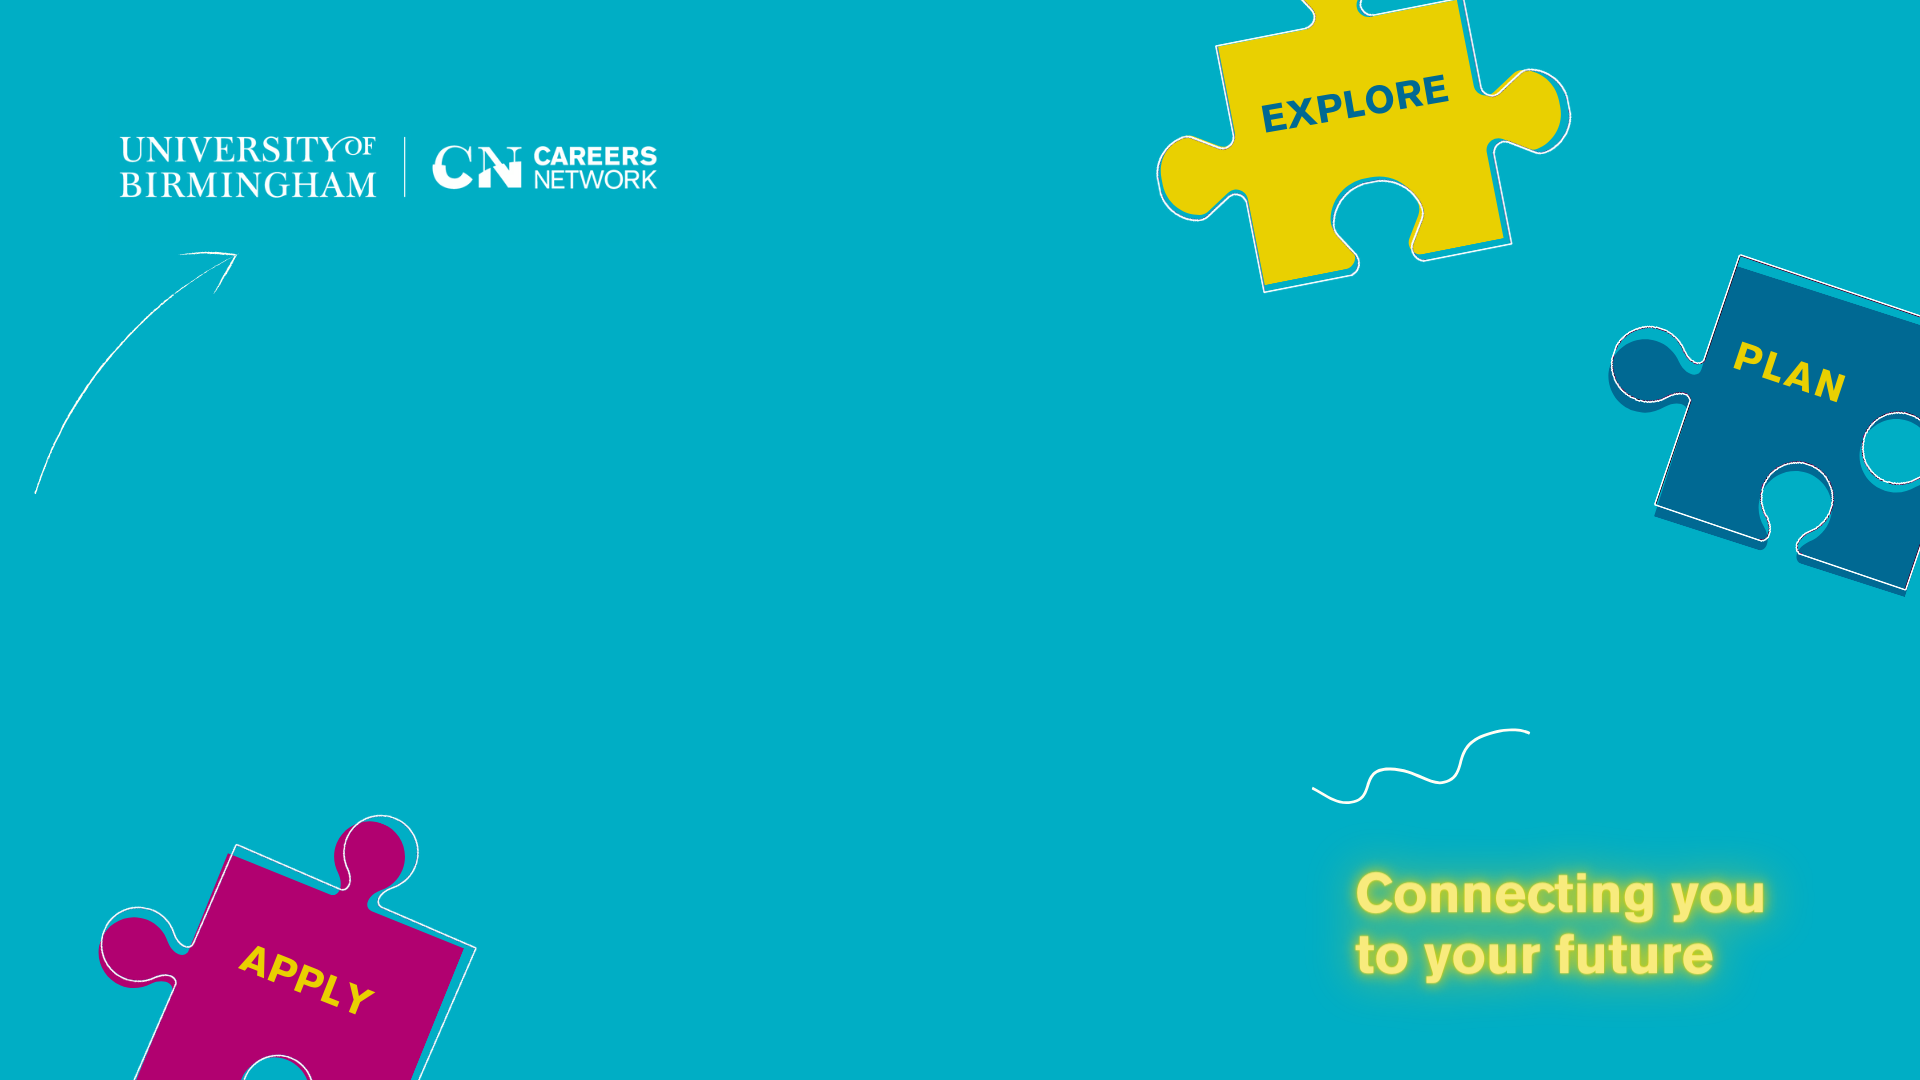 UNIVERSITY OF
BIRMINGHAM
CN CAREERS
NETWORK
EXPLORE
PLAN
APPLY
Connecting you
to your future